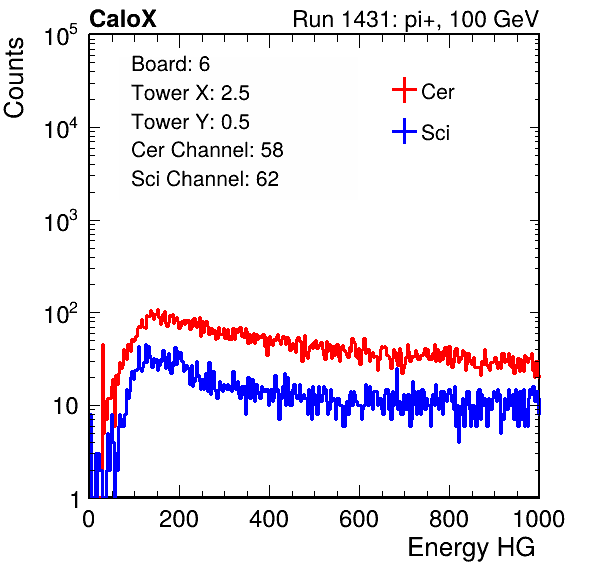 CaloX Run 1431: pi+, 100 GeV
Counts
Board: 6
Tower X: 2.5
Tower Y: 0.5
Cer Channel: 58
Sci Channel: 62
Cer
Sci
10^5
10^4
10^3
10^2
10
1
0 200 400 600 800 1000
Energy HG